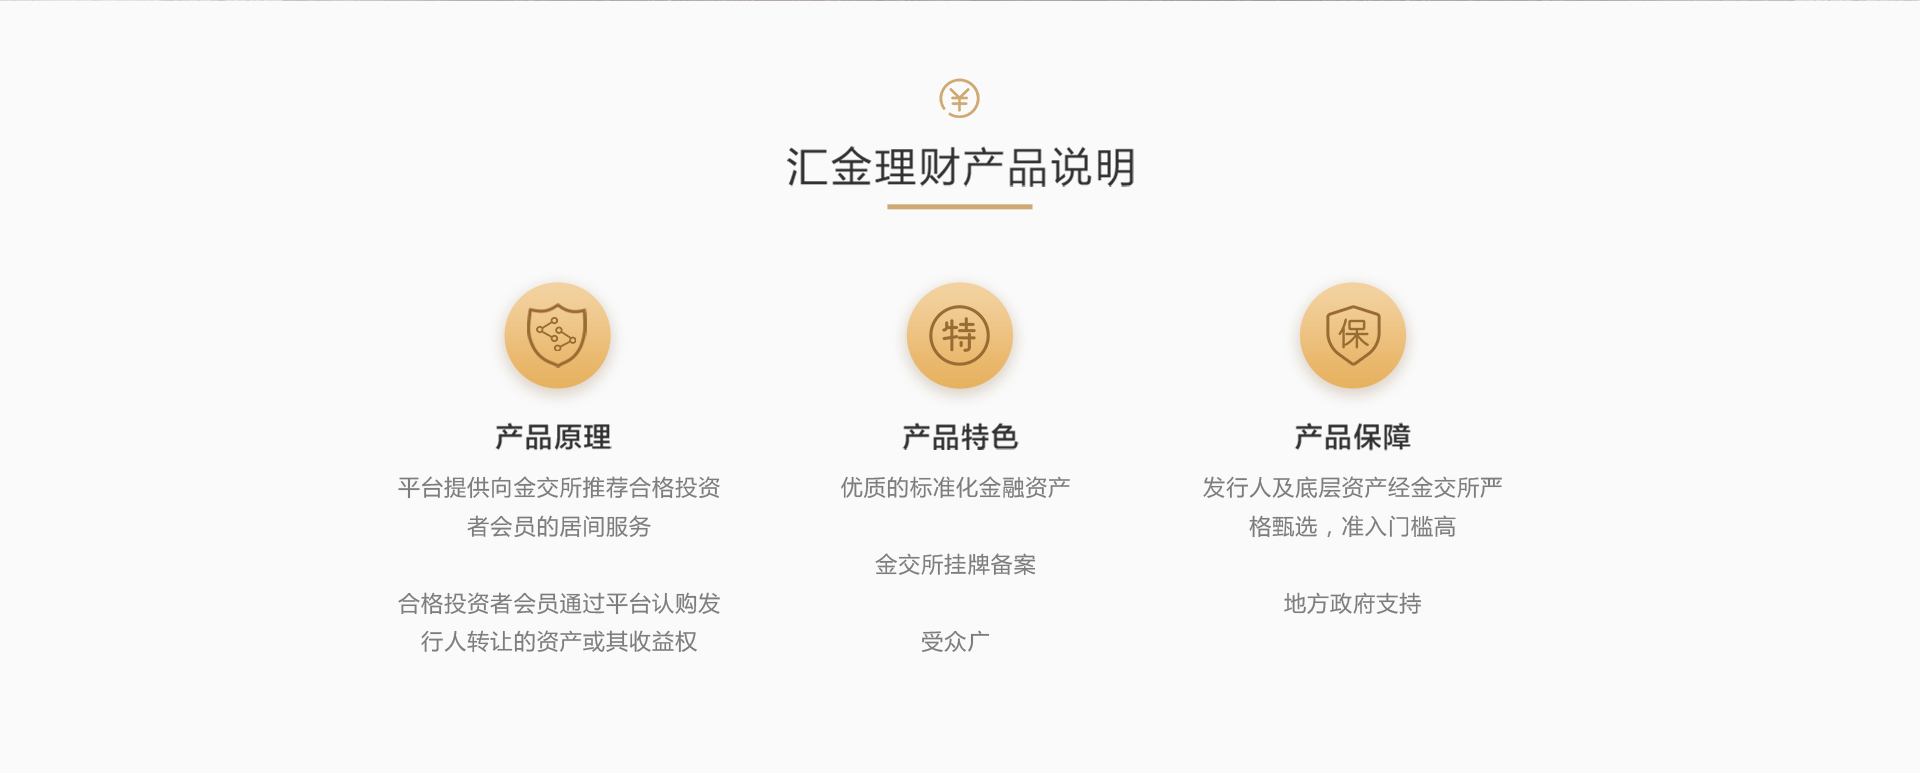 汇金理财产品说明
特
保
产品原理
平台提供向金交所推荐合格投资
者会员的居间服务
合格投资者会员通过平台认购发
行人转让的资产或其收益权
产品特色
优质的标准化金融资产
金交所挂牌备案
受众广
产品保障
发行人及底层资产经金交所严
格甄选，准入门槛高
地方政府支持